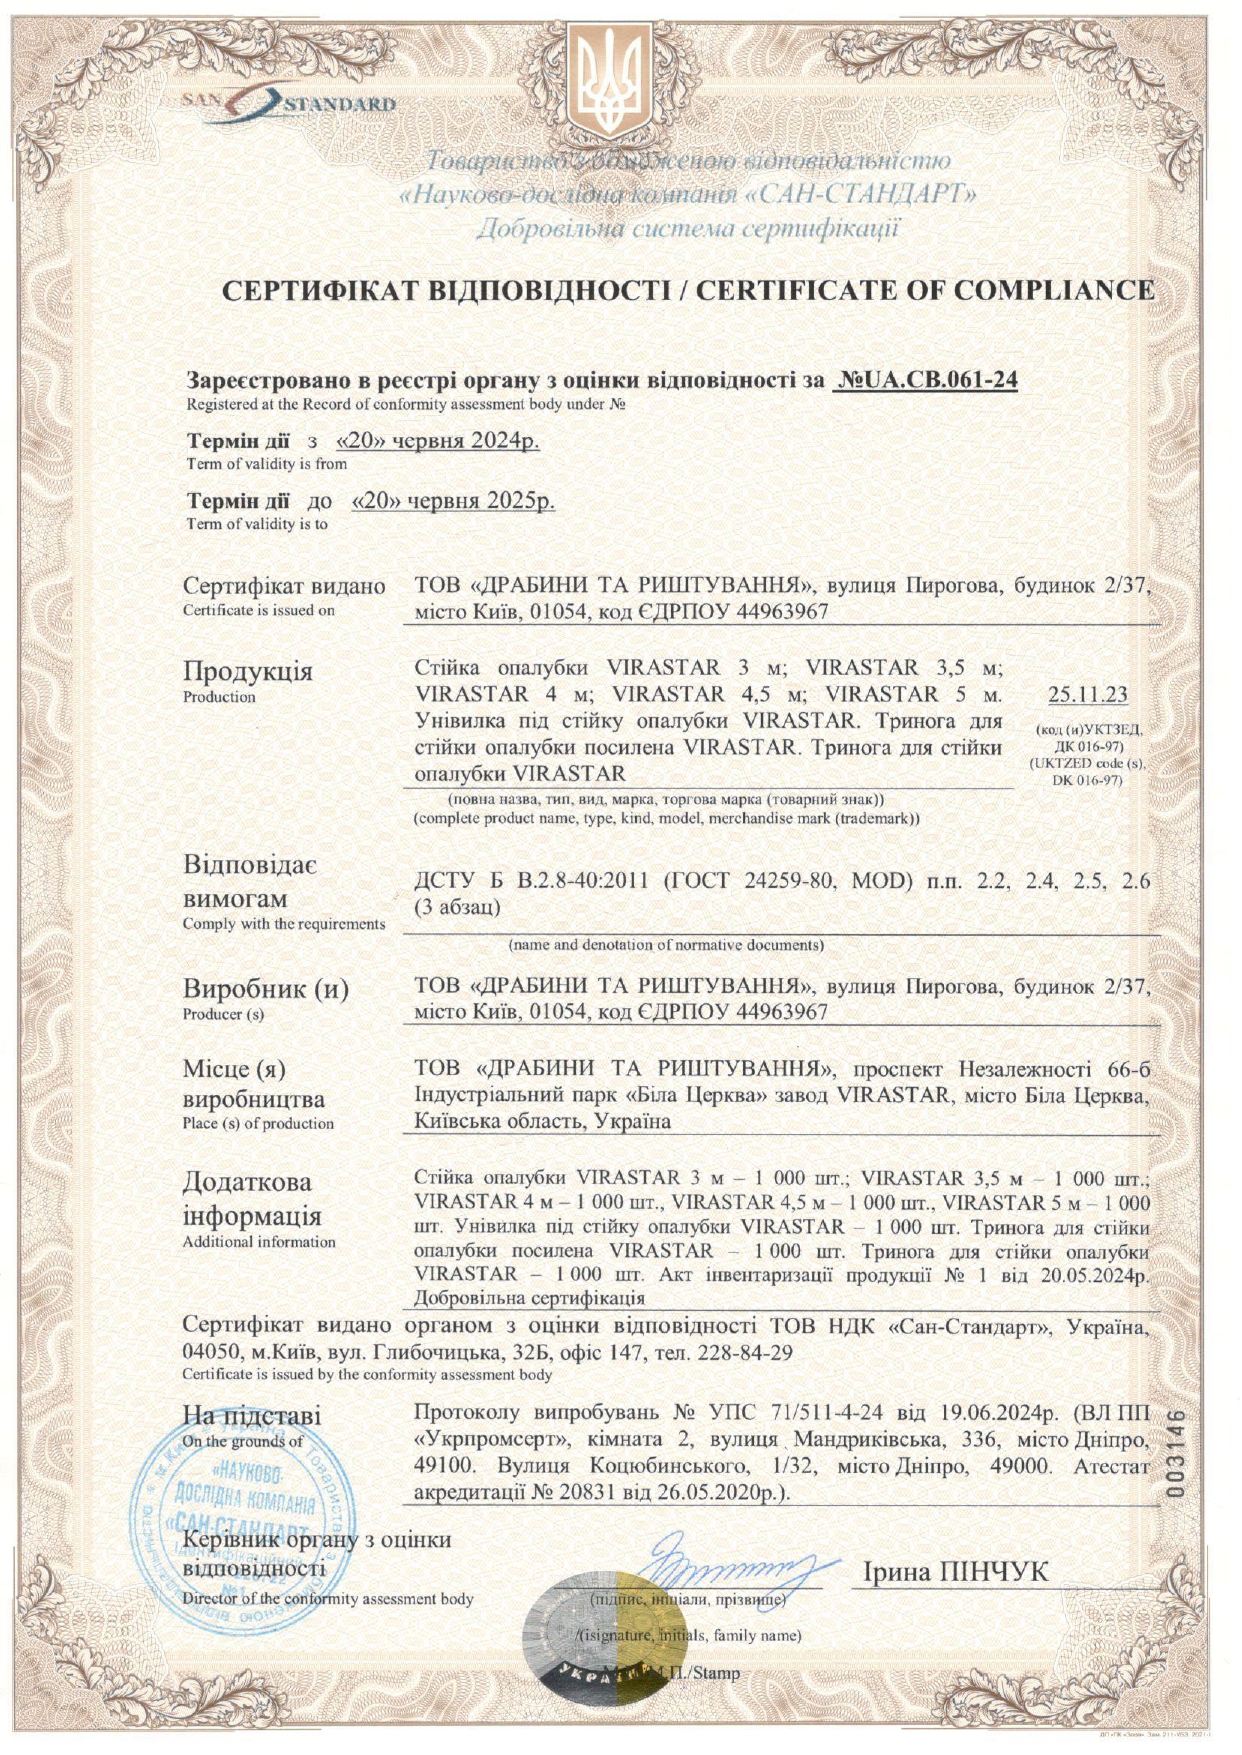 SAN STANDARD
Товариство з обмеженою відповідальністю
«Науково-дослідна компанія «САН-СТАНДАРТ»
Добровільна система сертифікації
СЕРТИФІКАТ ВІДПОВІДНОСТІ / CERTIFICATE OF COMPLIANCE
Зареєстровано в реєстрі органу з оцінки відповідності за №UA.CB.061-24
Registered at the Record of conformity assessment body under №
Термін дії з «20» червня 2024р.
Term of validity is from
Термін дії до «20» червня 2025р.
Term of validity is to
Сертифікат видано
Certificate is issued on
ТОВ «ДРАБИНИ ТА РИШТУВАННЯ», вулиця Пирогова, будинок 2/37,
місто Київ, 01054, код ЄДРПОУ 44963967
Продукція
Production
Стійка опалубки VIRASTAR 3 м; VIRASTAR 3,5 м;
VIRASTAR 4 м; VIRASTAR 4,5 м; VIRASTAR 5 м.
Унівилка під стійку опалубки VIRASTAR. Тринога для
стійки опалубки посилена VIRASTAR. Тринога для стійки
опалубки VIRASTAR
25.11.23
(код (и)УКТЗЕД,
ДК 016-97)
(UKTZED code (s),
DK 016-97)
(повна назва, тип, вид, марка, торгова марка (товарний знак))
(complete product name, type, kind, model, merchandise mark (trademark))
Відповідає
вимогам
Comply with the requirements
ДСТУ Б В.2.8-40:2011 (ГОСТ 24259-80, MOD) п.п. 2.2, 2.4, 2.5, 2.6
(3 абзац)
(name and denotation of normative documents)
Виробник (и)
Producer (s)
ТОВ «ДРАБИНИ ТА РИШТУВАННЯ», вулиця Пирогова, будинок 2/37,
місто Київ, 01054, код ЄДРПОУ 44963967
Місце (я)
виробництва
Place (s) of production
ТОВ «ДРАБИНИ ТА РИШТУВАННЯ», проспект Незалежності 66-б
Індустріальний парк «Біла Церква» завод VIRASTAR, місто Біла Церква,
Київська область, Україна
Додаткова
інформація
Additional information
Стійка опалубки VIRASTAR 3 м – 1 000 шт.; VIRASTAR 3,5 м – 1 000 шт.;
VIRASTAR 4 м – 1 000 шт., VIRASTAR 4,5 м – 1 000 шт., VIRASTAR 5 м – 1 000
шт. Унівилка під стійку опалубки VIRASTAR – 1 000 шт. Тринога для стійки
опалубки посилена VIRASTAR – 1 000 шт. Тринога для стійки опалубки
VIRASTAR – 1 000 шт. Акт інвентаризації продукції № 1 від 20.05.2024р.
Добровільна сертифікація
Сертифікат видано органом з оцінки відповідності ТОВ НДК «Сан-Стандарт», Україна,
04050, м.Київ, вул. Глибочицька, 32Б, офіс 147, тел. 228-84-29
Certificate is issued by the conformity assessment body
На підставі
On the grounds of
Протоколу випробувань № УПС 71/511-4-24 від 19.06.2024р. (ВЛ ПП
«Укрпромсерт», кімната 2, вулиця Мандриківська, 336, місто Дніпро,
49100. Вулиця Коцюбинського, 1/32, місто Дніпро, 49000. Атестат
акредитації № 20831 від 26.05.2020р.).
003146
«НАУКОВО-
ДОСЛІДНА КОМПАНІЯ
«САН-СТАНДАРТ»
Керівник органу з оцінки
відповідності
Director of the conformity assessment body
Ірина ПІНЧУК
(підпис, ініціали, прізвище)
/(isignature, initials, family name)
М.П./Stamp
УКРАЇНИ